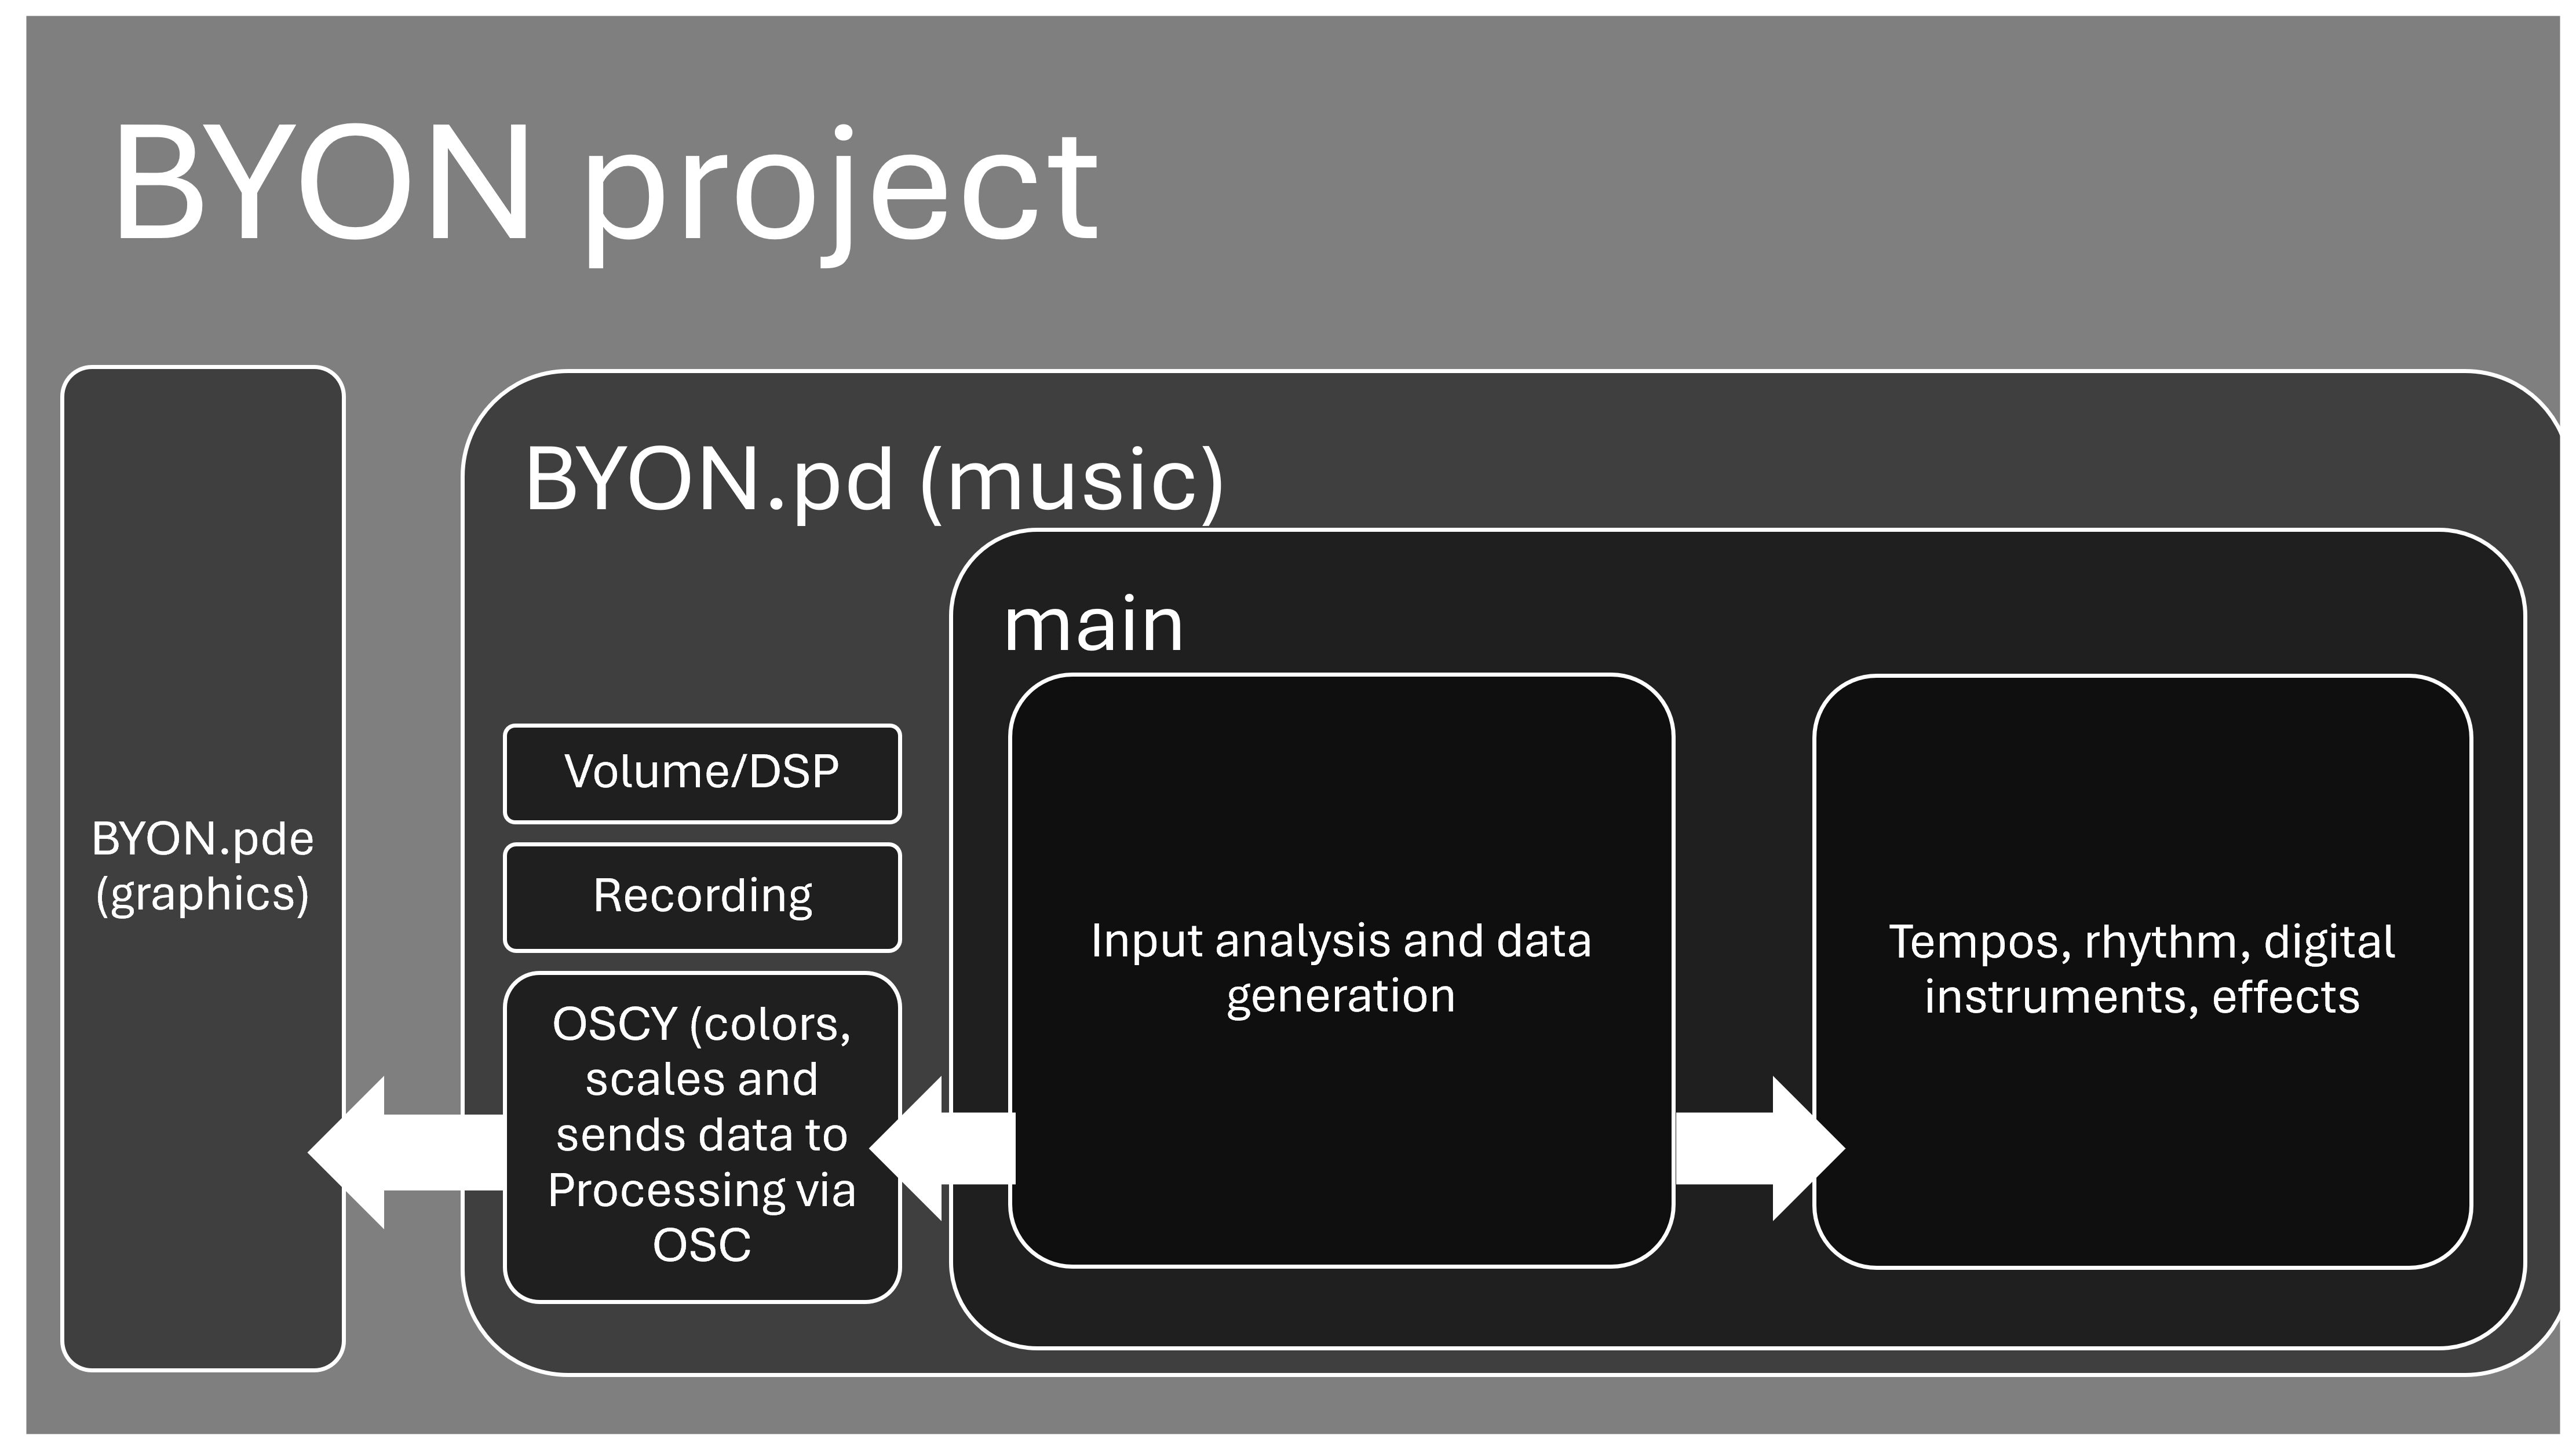 BYON project
BYON.pde
(graphics)
BYON.pd (music)
Volume/DSP
Recording
OSCY (colors,
scales and
sends data to
Processing via
OSC
main
Input analysis and data
generation
Tempos, rhythm, digital
instruments, effects